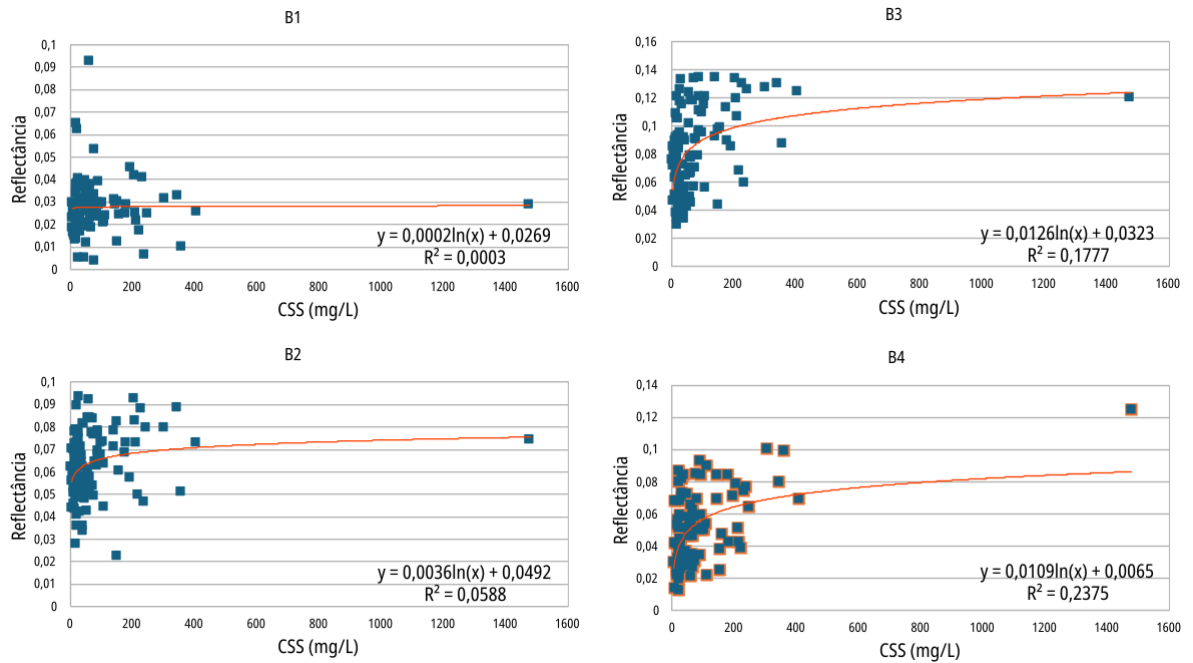 B1
0,1
0,09
0,08
0,07
0,06
0,05
0,04
0,03
0,02
0,01
0
Reflectância
y = 0,0002ln(x) + 0,0269
R² = 0,0003
0 200 400 600 800 1000 1200 1400 1600
CSS (mg/L)
B3
0,16
0,14
0,12
0,1
0,08
0,06
0,04
0,02
0
Reflectância
y = 0,0126ln(x) + 0,0323
R² = 0,1777
0 200 400 600 800 1000 1200 1400 1600
CSS (mg/L)
B2
0,1
0,09
0,08
0,07
0,06
0,05
0,04
0,03
0,02
0,01
0
Reflectância
y = 0,0036ln(x) + 0,0492
R² = 0,0588
0 200 400 600 800 1000 1200 1400 1600
CSS (mg/L)
B4
0,14
0,12
0,1
0,08
0,06
0,04
0,02
0
Reflectância
y = 0,0109ln(x) + 0,0065
R² = 0,2375
0 200 400 600 800 1000 1200 1400 1600
CSS (mg/L)